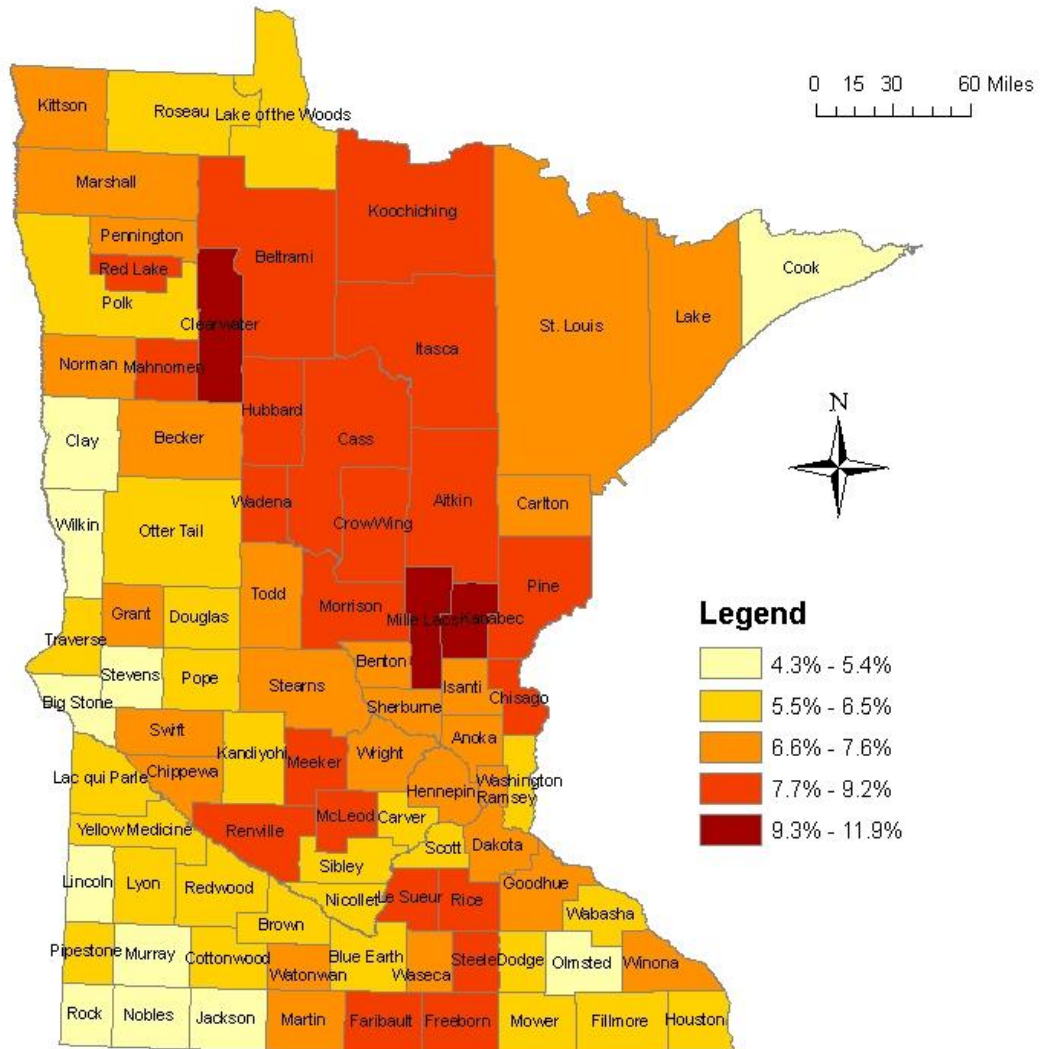 0 15 30 60 Miles
Kittson
Roseau
Lake of the Woods
Marshall
Koochiching
Pennington
Beltrami
Red Lake
Cook
Polk
Clearwater
St. Louis
Lake
Itasca
Norman
Mahnomen
N
Hubbard
Clay
Becker
Cass
Wadena
Aitkin
Carlton
Wilkin
Otter Tail
CrowWing
Pine
Todd
Morrison
Grant
Douglas
Mille Lacs
Kanabec
Legend
Traverse
Benton
4.3% - 5.4%
Stevens
Pope
Stearns
Isanti
Chisago
Big Stone
Sherburne
5.5% - 6.5%
Swift
Anoka
6.6% - 7.6%
Kandiyohi
Wright
Meeker
Lac qui Parle
Chippewa
Washington
7.7% - 9.2%
Hennepin
Ramsey
McLeod
Carver
9.3% - 11.9%
Yellow Medicine
Renville
Scott
Dakota
Sibley
Lincoln
Lyon
Redwood
Goodhue
Nicollet
Le Sueur
Rice
Wabasha
Brown
Pipestone
Murray
Cottonwood
Blue Earth
Steele
Dodge
Olmsted
Winona
Watonwan
Waseca
Rock
Nobles
Jackson
Martin
Faribault
Freeborn
Mower
Fillmore
Houston